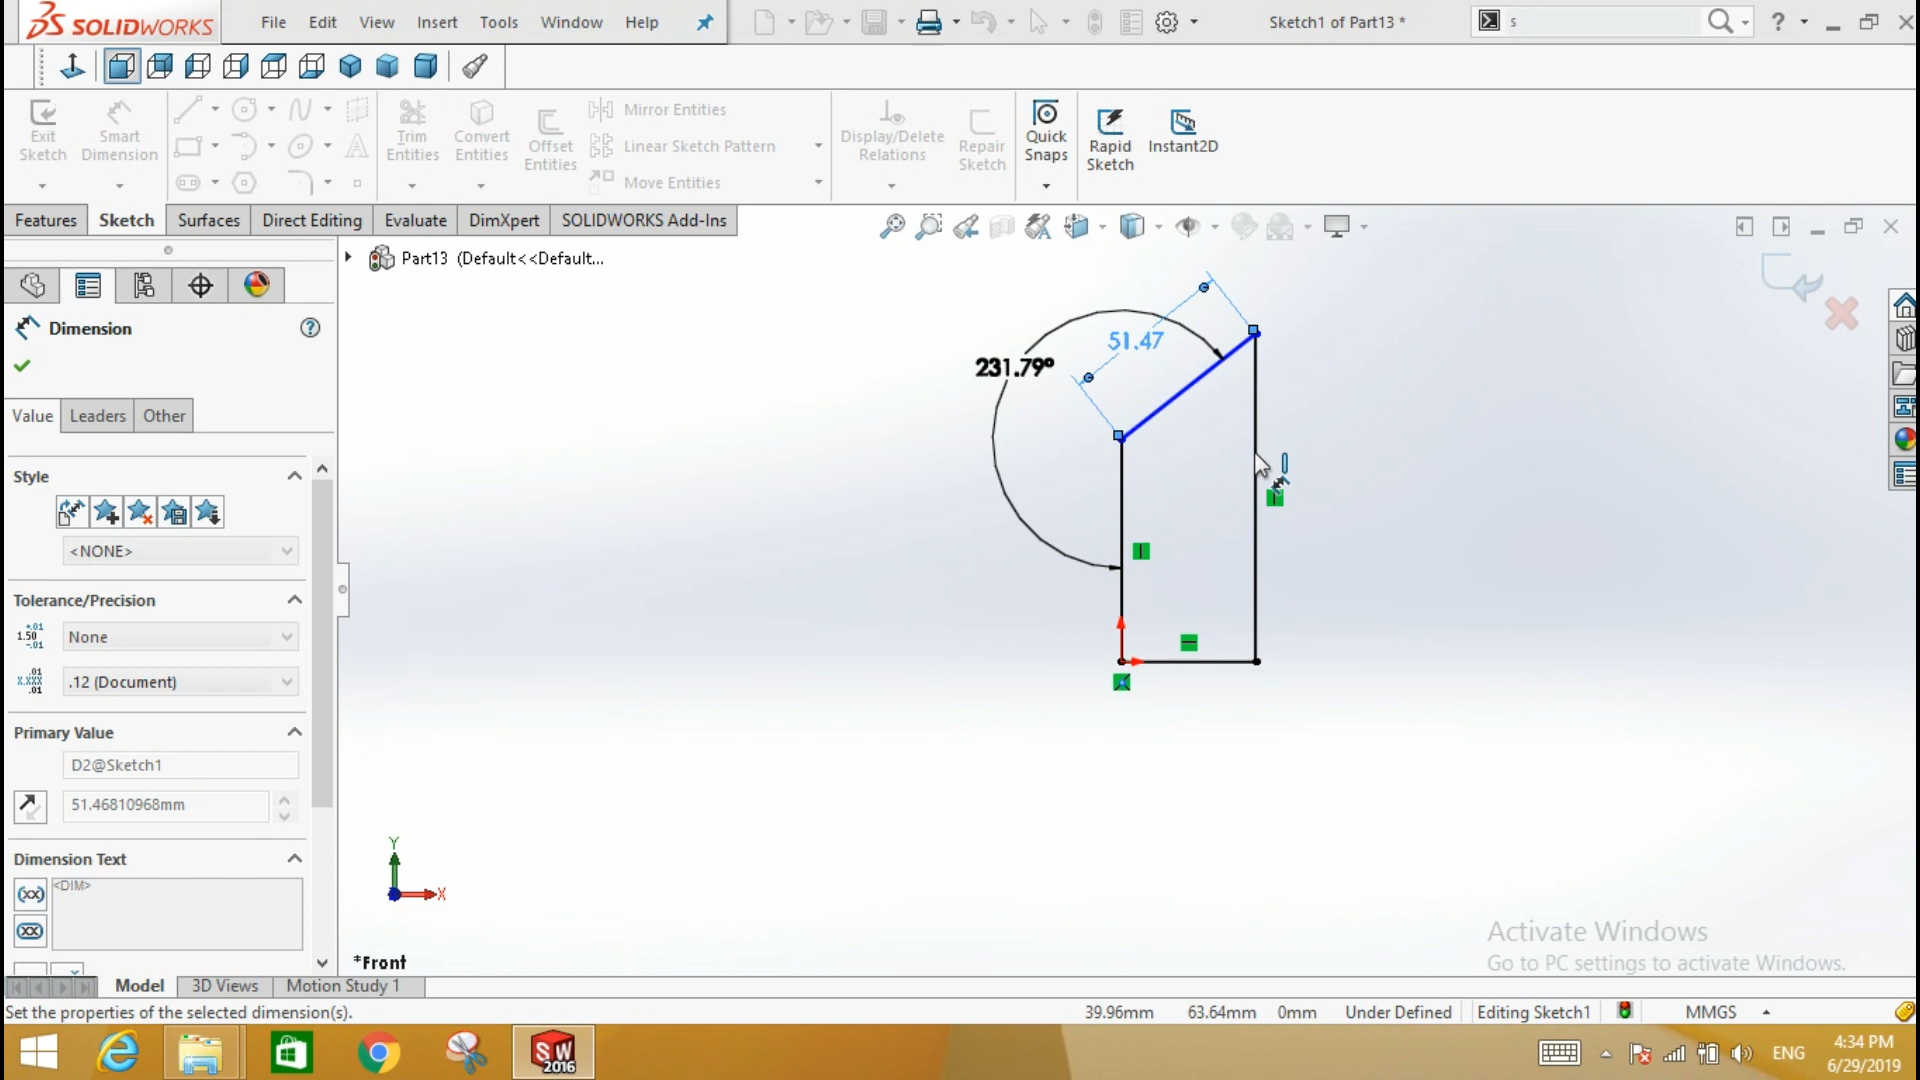 SOLIDWORKS File Edit View Insert Tools Window Help Sketch1 of Part13 * s ?
Exit Sketch
Smart Dimension
Trim Entities
Convert Entities
Offset Entities
Mirror Entities
Linear Sketch Pattern
Move Entities
Display/Delete Relations
Repair Sketch
Quick Snaps
Rapid Sketch
Instant2D
Features Sketch Surfaces Direct Editing Evaluate DimXpert SOLIDWORKS Add-Ins
Part13 (Default<<Default...
Dimension
Value Leaders Other
Style
<NONE>
Tolerance/Precision
None
.12 (Document)
Primary Value
D2@Sketch1
51.46810968mm
Dimension Text
<DIM>
(xx)
xx
51.47
231.79°
Y
X
*Front
Activate Windows
Go to PC settings to activate Windows.
Model 3D Views Motion Study 1
Set the properties of the selected dimension(s). 39.96mm 63.64mm 0mm Under Defined Editing Sketch1 MMGS
SW 2016
ENG
4:34 PM
6/29/2019